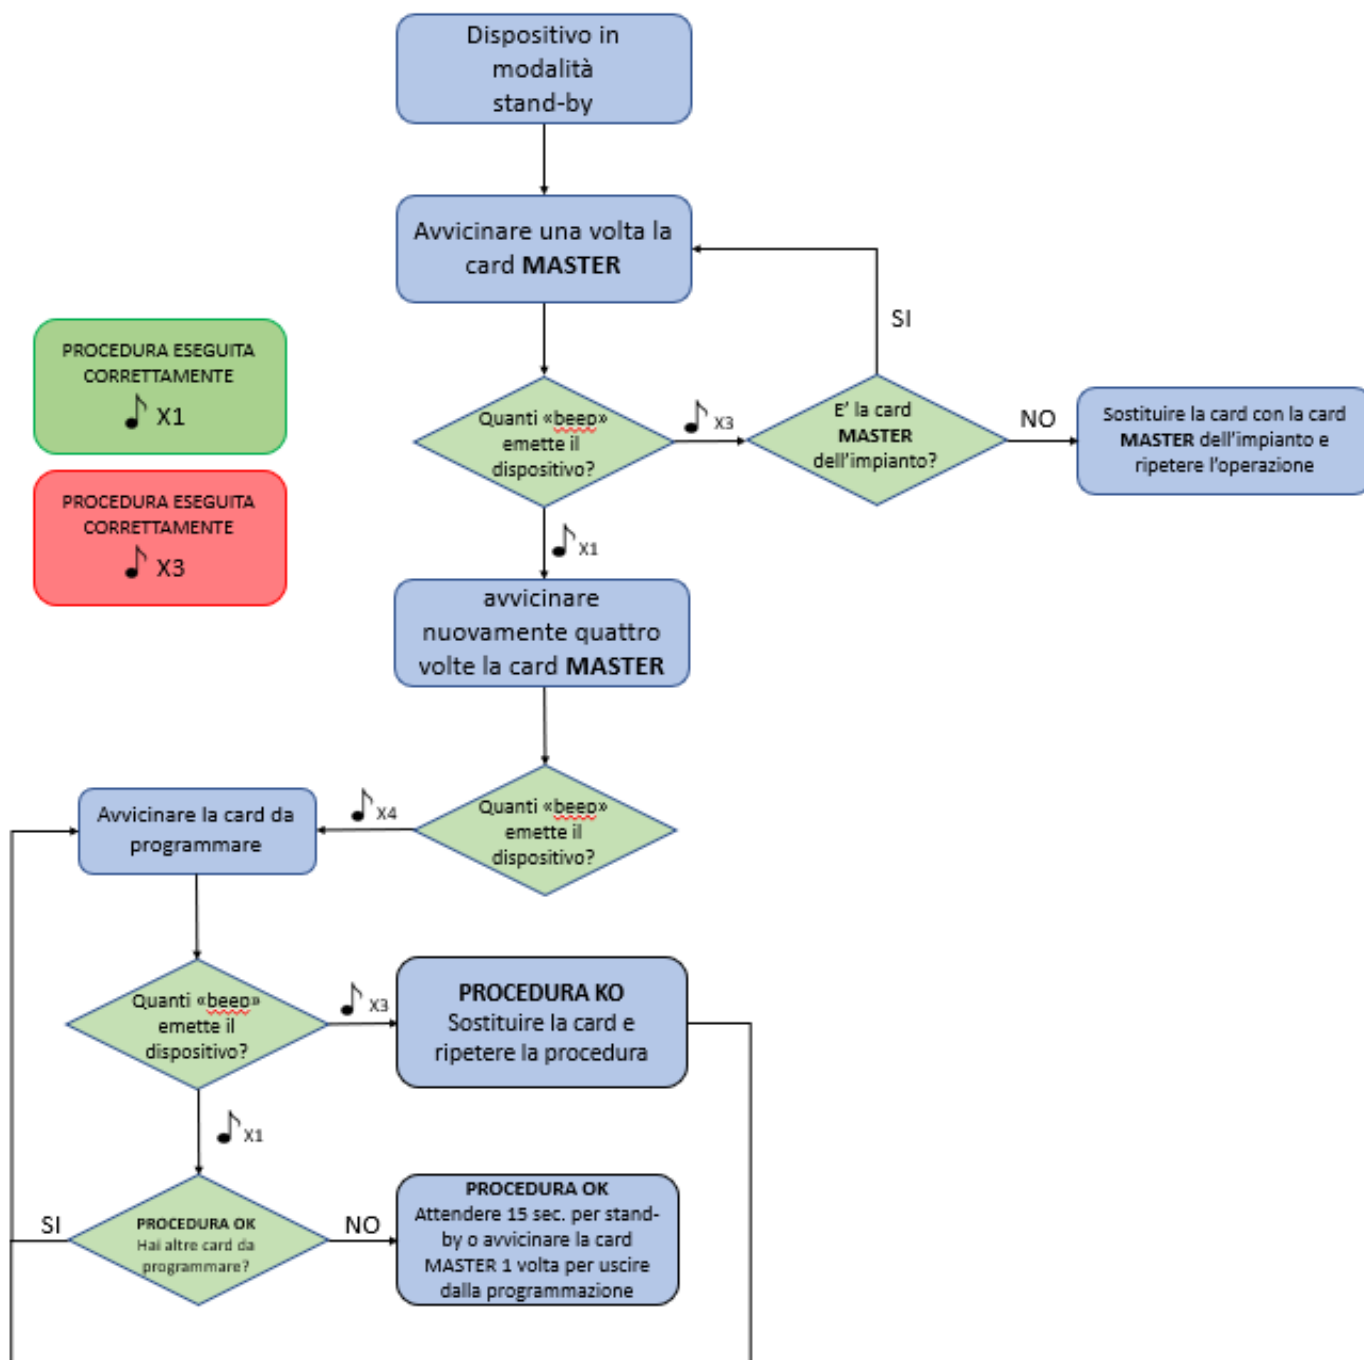 Dispositivo in
modalità
stand-by
Avvicinare una volta la
card MASTER
SI
PROCEDURA ESEGUITA
CORRETTAMENTE
X1
Quanti «beep»
emette il
dispositivo?
X3
E' la card
MASTER
dell'impianto?
NO
Sostituire la card con la card
MASTER dell'impianto e
ripetere l'operazione
PROCEDURA ESEGUITA
CORRETTAMENTE
X3
X1
avvicinare
nuovamente quattro
volte la card MASTER
Avvicinare la card da
programmare
X4
Quanti «beep»
emette il
dispositivo?
Quanti «beep»
emette il
dispositivo?
X3
PROCEDURA KO
Sostituire la card e
ripetere la procedura
X1
SI
PROCEDURA OK
Hai altre card da
programmare?
NO
PROCEDURA OK
Attendere 15 sec. per stand-
by o avvicinare la card
MASTER 1 volta per uscire
dalla programmazione